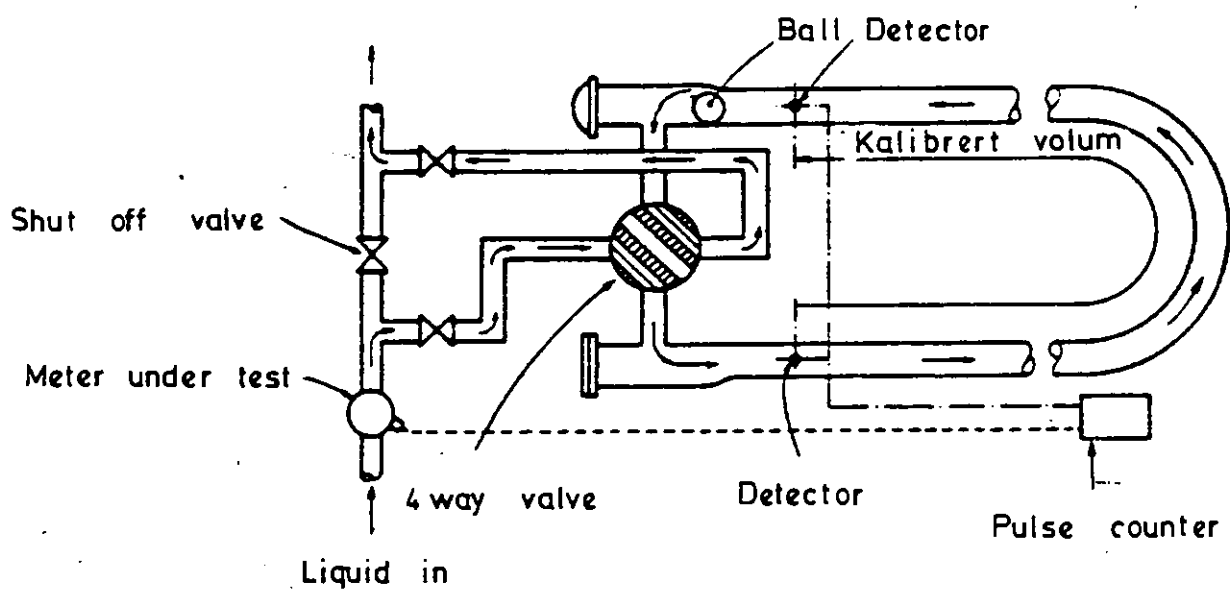 Ball Detector
Kalibrert volum
Shut off valve
Meter under test
4 way valve
Detector
Pulse counter
Liquid in